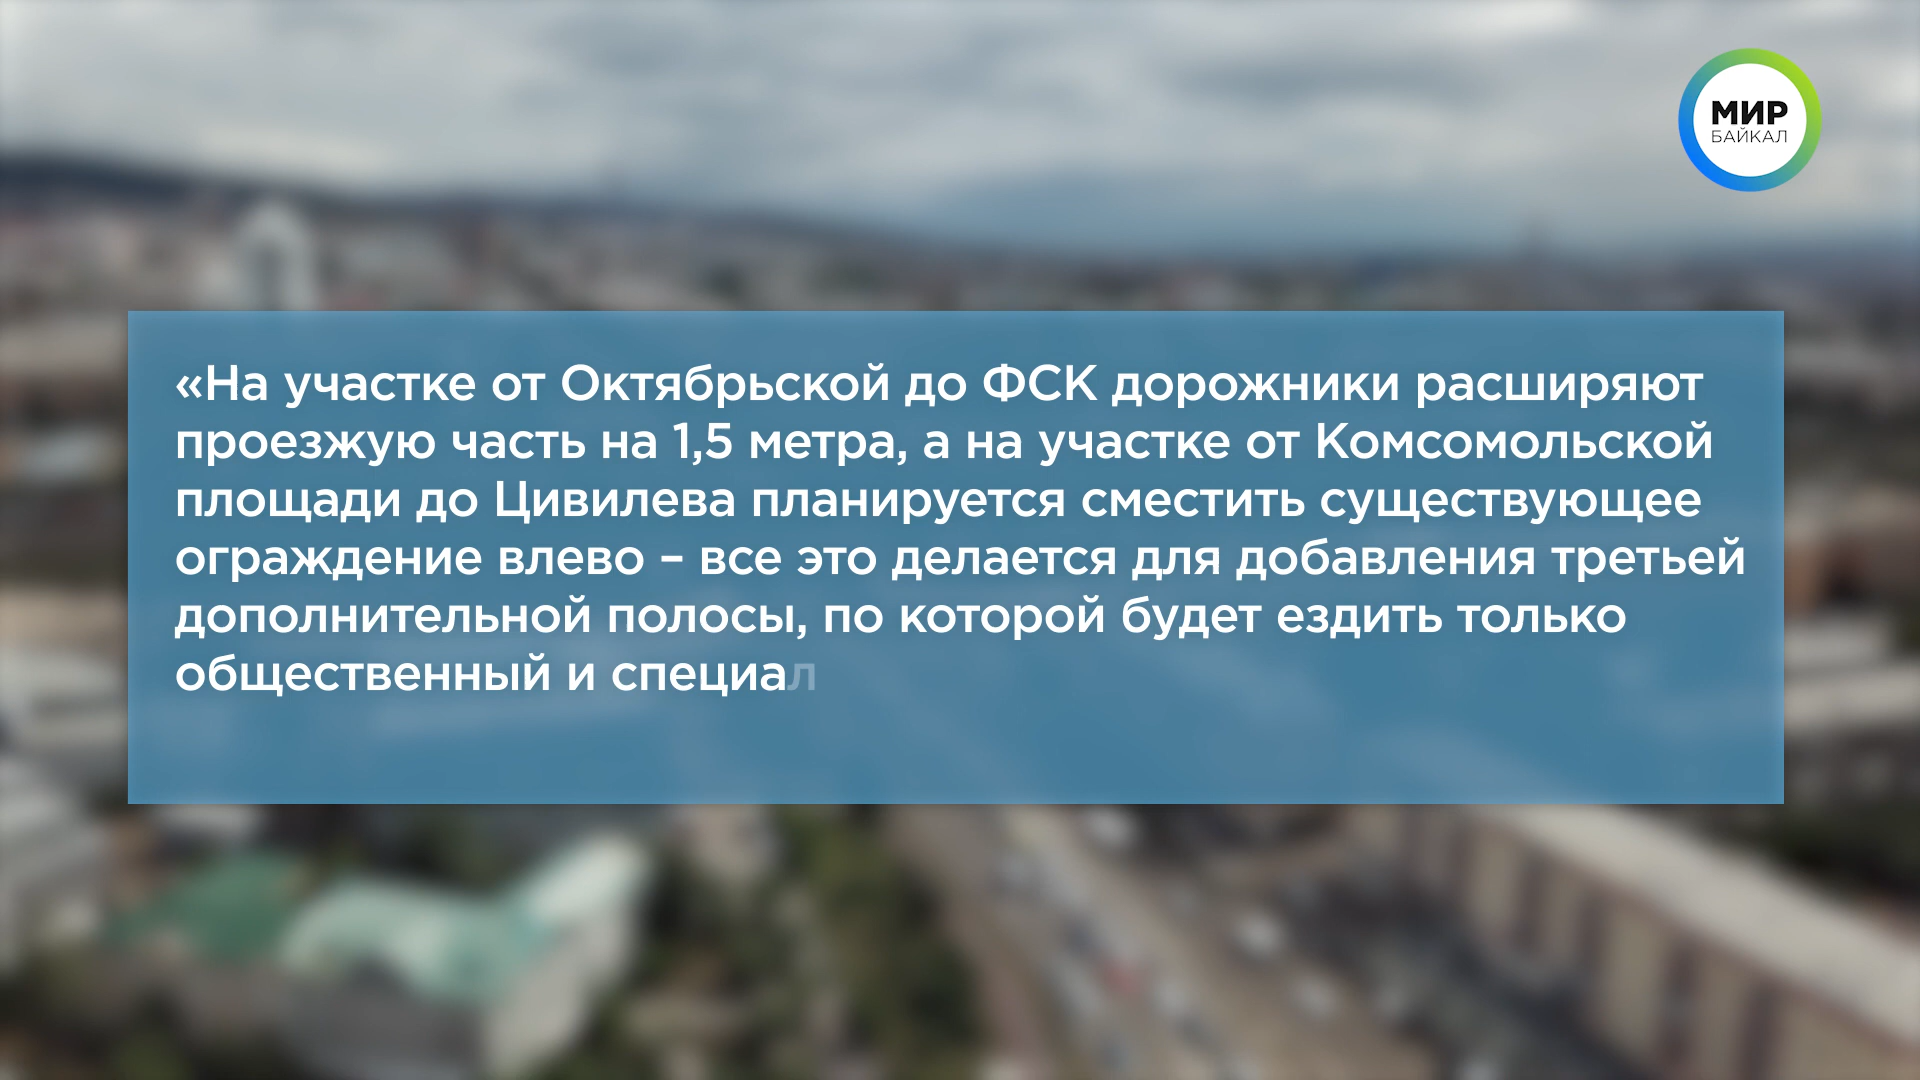 МИР
БАЙКАЛ
«На участке от Октябрьской до ФСК дорожники расширяют
проезжую часть на 1,5 метра, а на участке от Комсомольской
площади до Цивилева планируется сместить существующее
ограждение влево – все это делается для добавления третьей
дополнительной полосы, по которой будет ездить только
общественный и специал